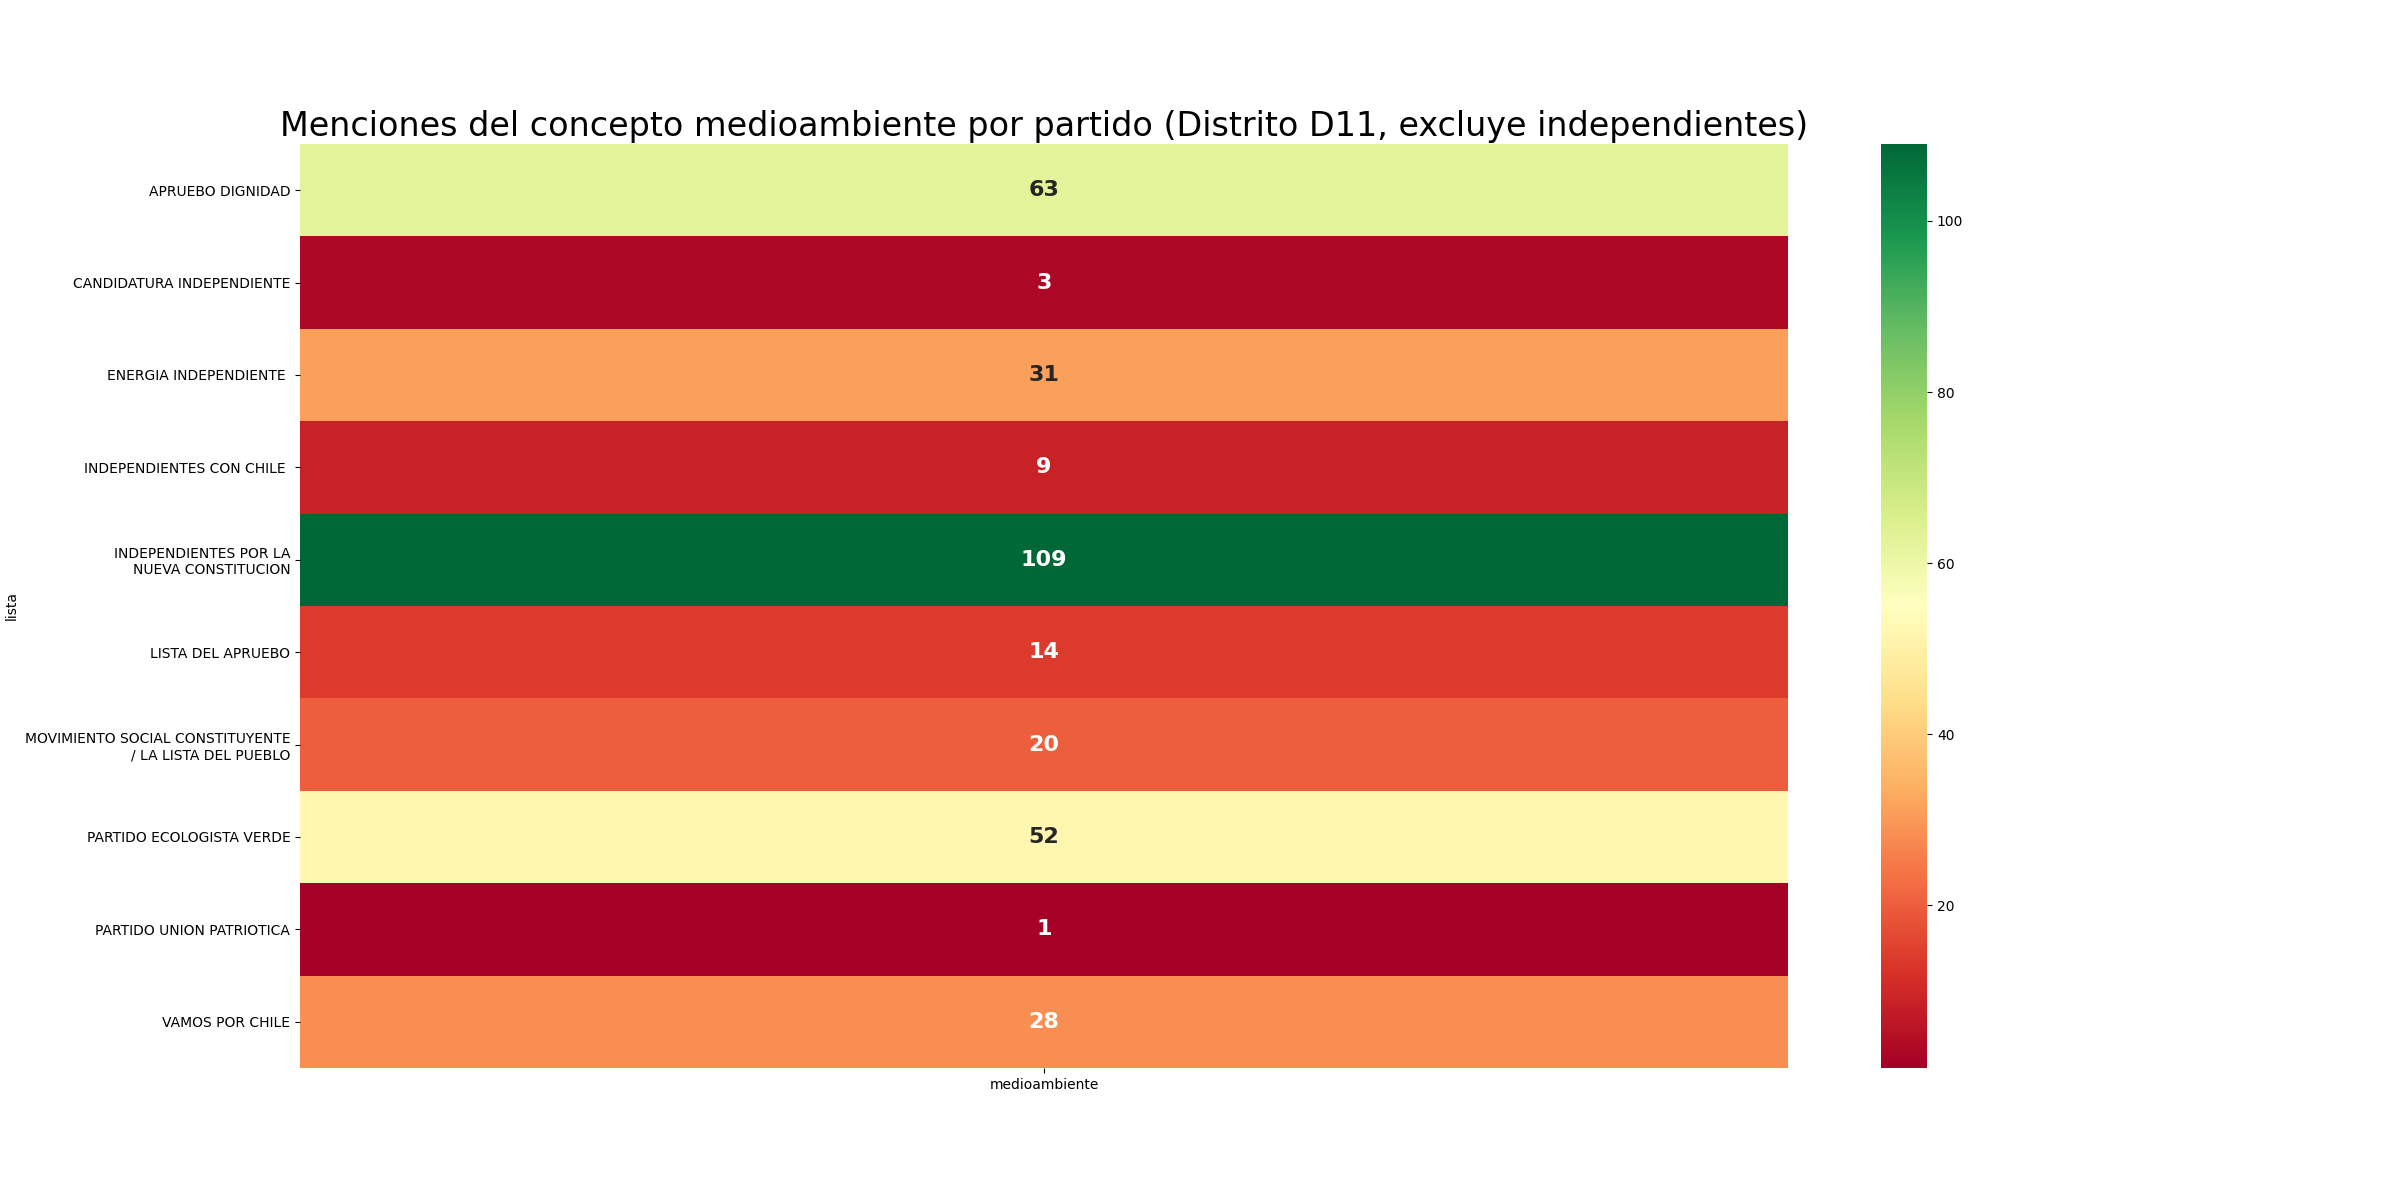 Menciones del concepto medioambiente por partido (Distrito D11, excluye independientes)
lista
APRUEBO DIGNIDAD
63
CANDIDATURA INDEPENDIENTE
3
ENERGIA INDEPENDIENTE
31
INDEPENDIENTES CON CHILE
9
INDEPENDIENTES POR LA
NUEVA CONSTITUCION
109
LISTA DEL APRUEBO
14
MOVIMIENTO SOCIAL CONSTITUYENTE
/ LA LISTA DEL PUEBLO
20
PARTIDO ECOLOGISTA VERDE
52
PARTIDO UNION PATRIOTICA
1
VAMOS POR CHILE
28
medioambiente
100
80
60
40
20